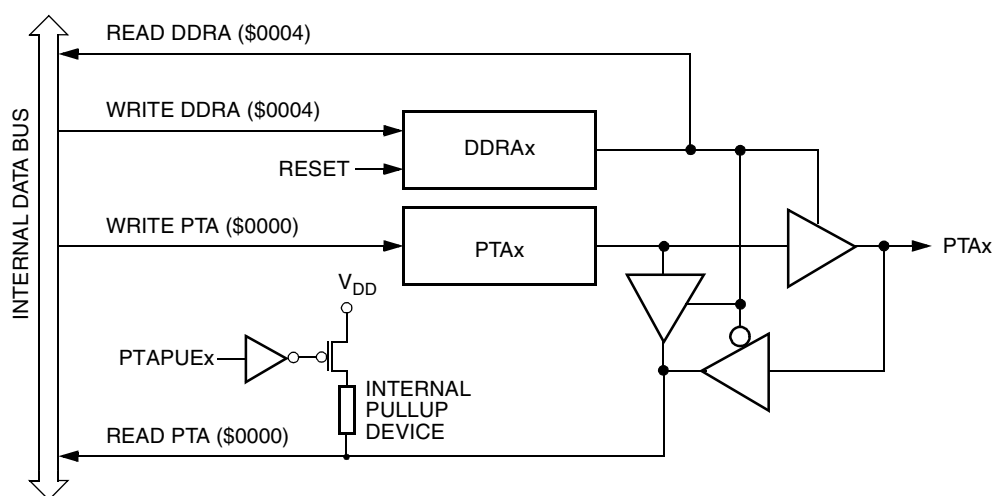 READ DDRA ($0004)
WRITE DDRA ($0004)
DDRAx
RESET
INTERNAL DATA BUS
WRITE PTA ($0000)
PTAx
PTAx
VDD
PTAPUEx
INTERNAL
PULLUP
DEVICE
READ PTA ($0000)